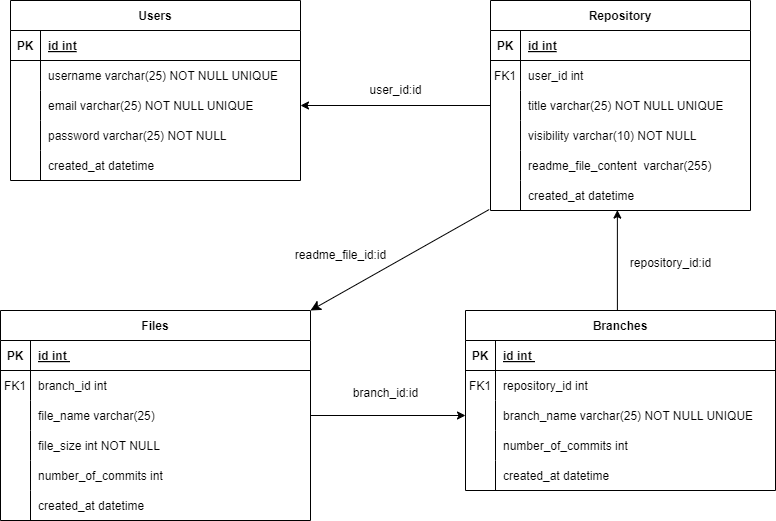 Users
PK id int
username varchar(25) NOT NULL UNIQUE
email varchar(25) NOT NULL UNIQUE
password varchar(25) NOT NULL
created_at datetime
user_id:id
Repository
PK id int
FK1 user_id int
title varchar(25) NOT NULL UNIQUE
visibility varchar(10) NOT NULL
readme_file_content varchar(255)
created_at datetime
readme_file_id:id
repository_id:id
Files
PK id int
FK1 branch_id int
file_name varchar(25)
file_size int NOT NULL
number_of_commits int
created_at datetime
branch_id:id
Branches
PK id int
FK1 repository_id int
branch_name varchar(25) NOT NULL UNIQUE
number_of_commits int
created_at datetime